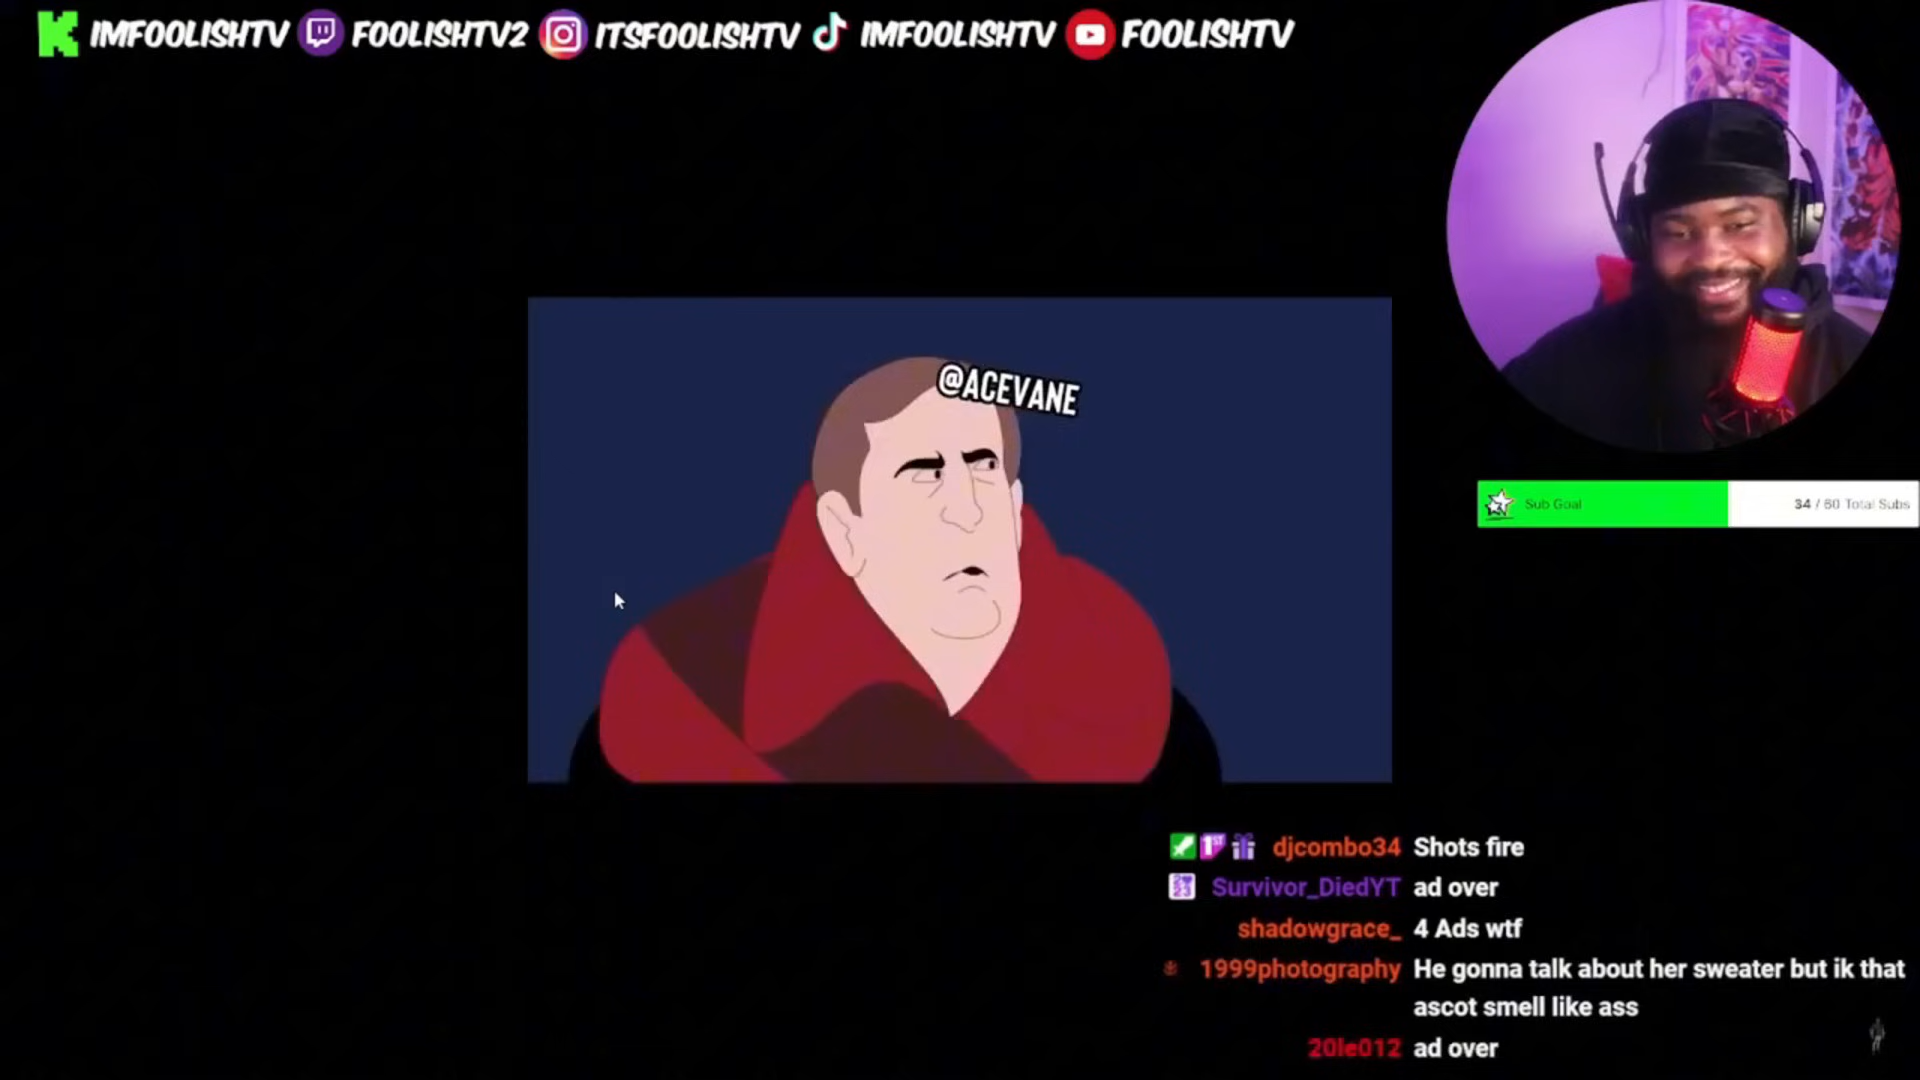 IMFOOLISHTV FOOLISHTV2 ITSFOOLISHTV IMFOOLISHTV FOOLISHTV
@ACEVANE
Sub Goal 34 / 60 Total Subs
1ST djcombo34 Shots fire
Survivor_DiedYT ad over
shadowgrace_ 4 Ads wtf
1999photography He gonna talk about her sweater but ik that
ascot smell like ass
20le012 ad over